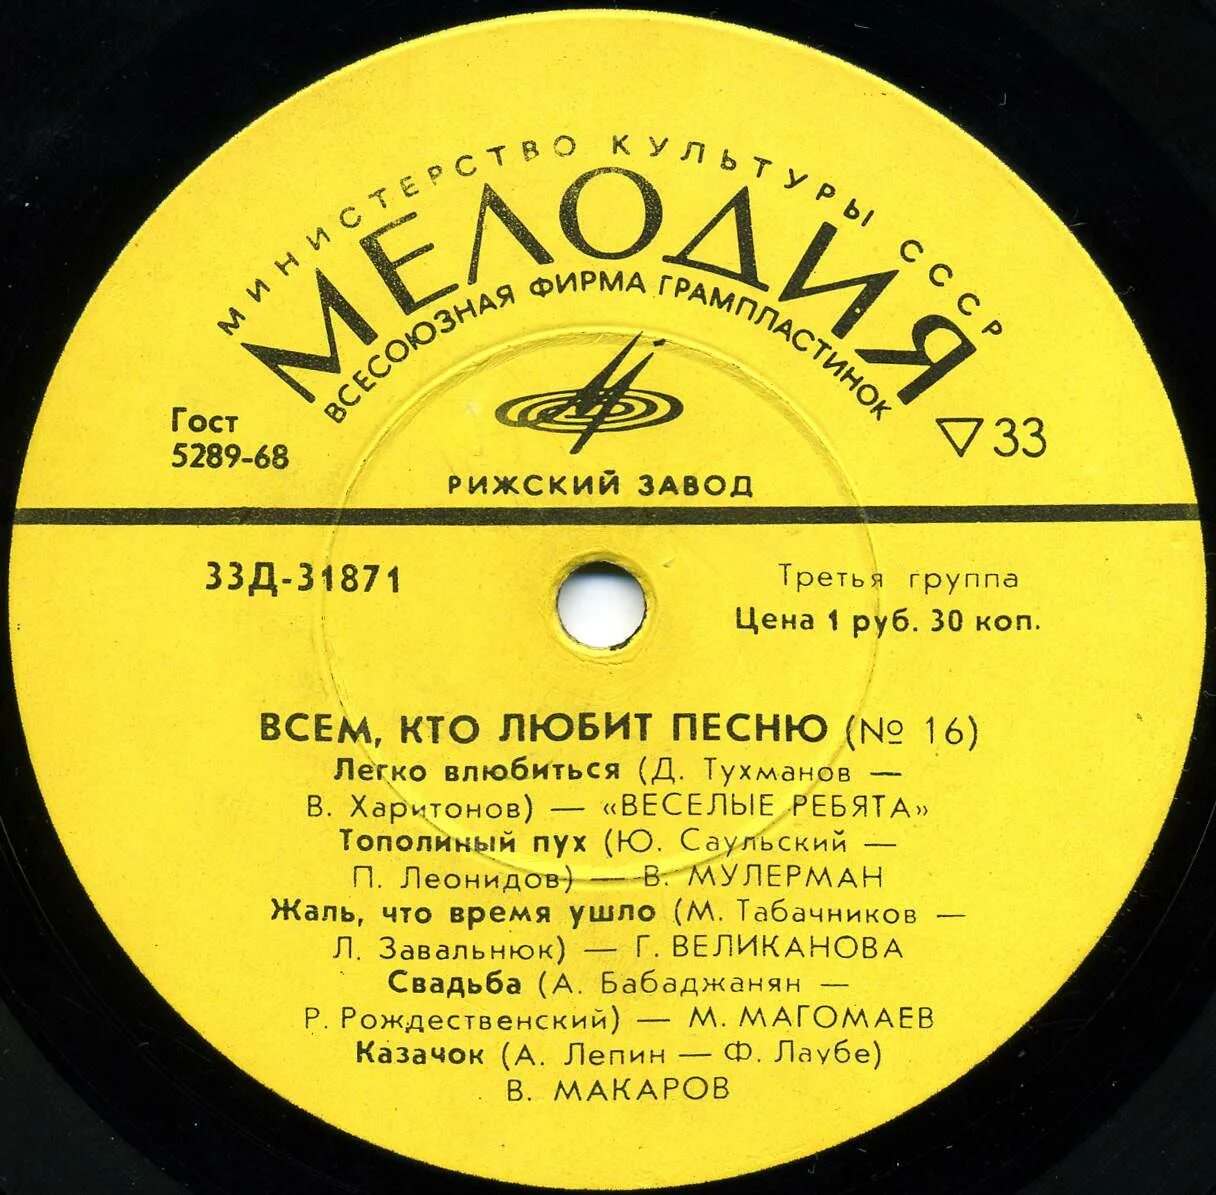 МИНИСТЕРСТВО КУЛЬТУРЫ СССР
МЕЛОДИЯ
ВСЕСОЮЗНАЯ ФИРМА ГРАМПЛАСТИНОК
Гост
5289-68
▽33
РИЖСКИЙ ЗАВОД
33Д-31871
Третья группа
Цена 1 руб. 30 коп.
ВСЕМ, КТО ЛЮБИТ ПЕСНЮ (№ 16)
Легко влюбиться (Д. Тухманов —
В. Харитонов) — «ВЕСЕЛЫЕ РЕБЯТА»
Тополиный пух (Ю. Саульский —
П. Леонидов) — В. МУЛЕРМАН
Жаль, что время ушло (М. Табачников —
Л. Завальнюк) — Г. ВЕЛИКАНОВА
Свадьба (А. Бабаджанян —
Р. Рождественский) — М. МАГОМАЕВ
Казачок (А. Лепин — Ф. Лаубе)
В. МАКАРОВ